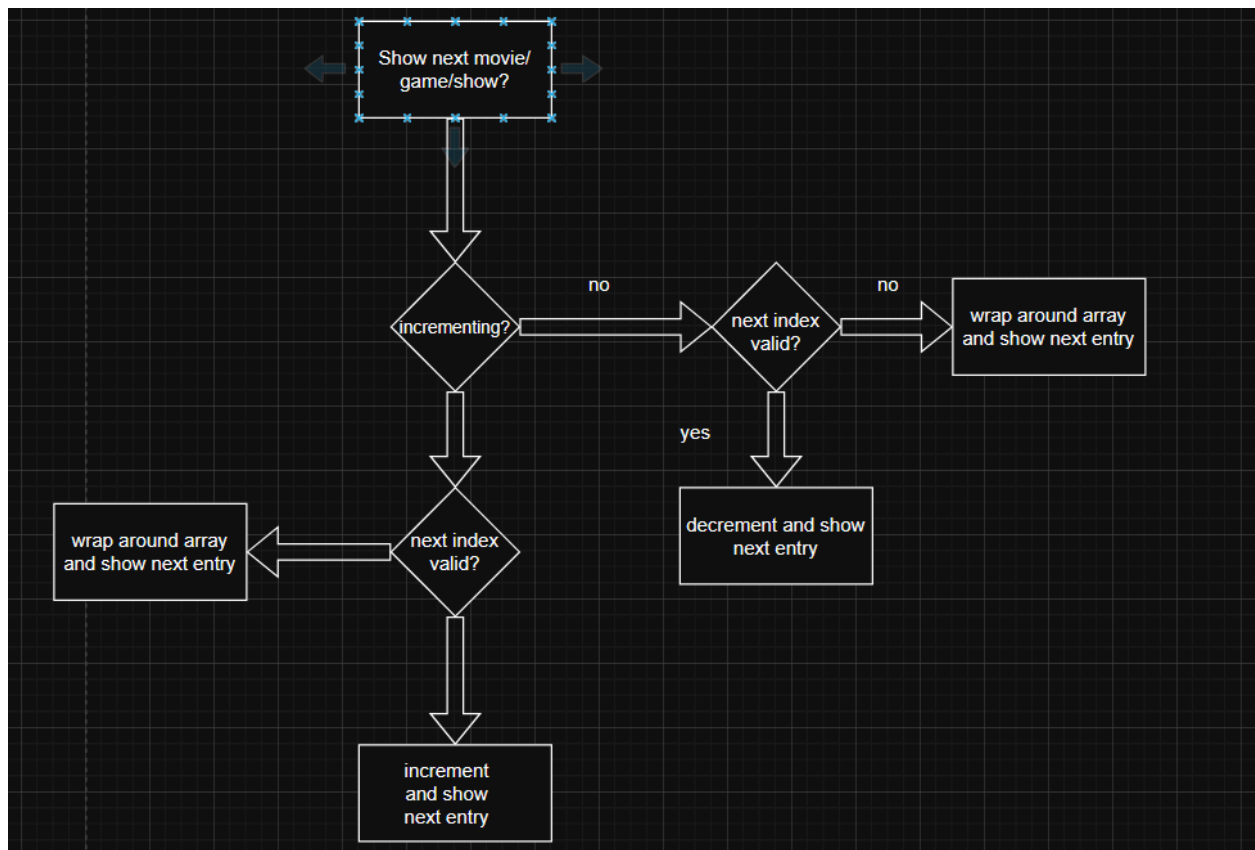 Show next movie/
game/show?
incrementing?
no
next index
valid?
no
wrap around array
and show next entry
yes
decrement and show
next entry
wrap around array
and show next entry
next index
valid?
increment
and show
next entry